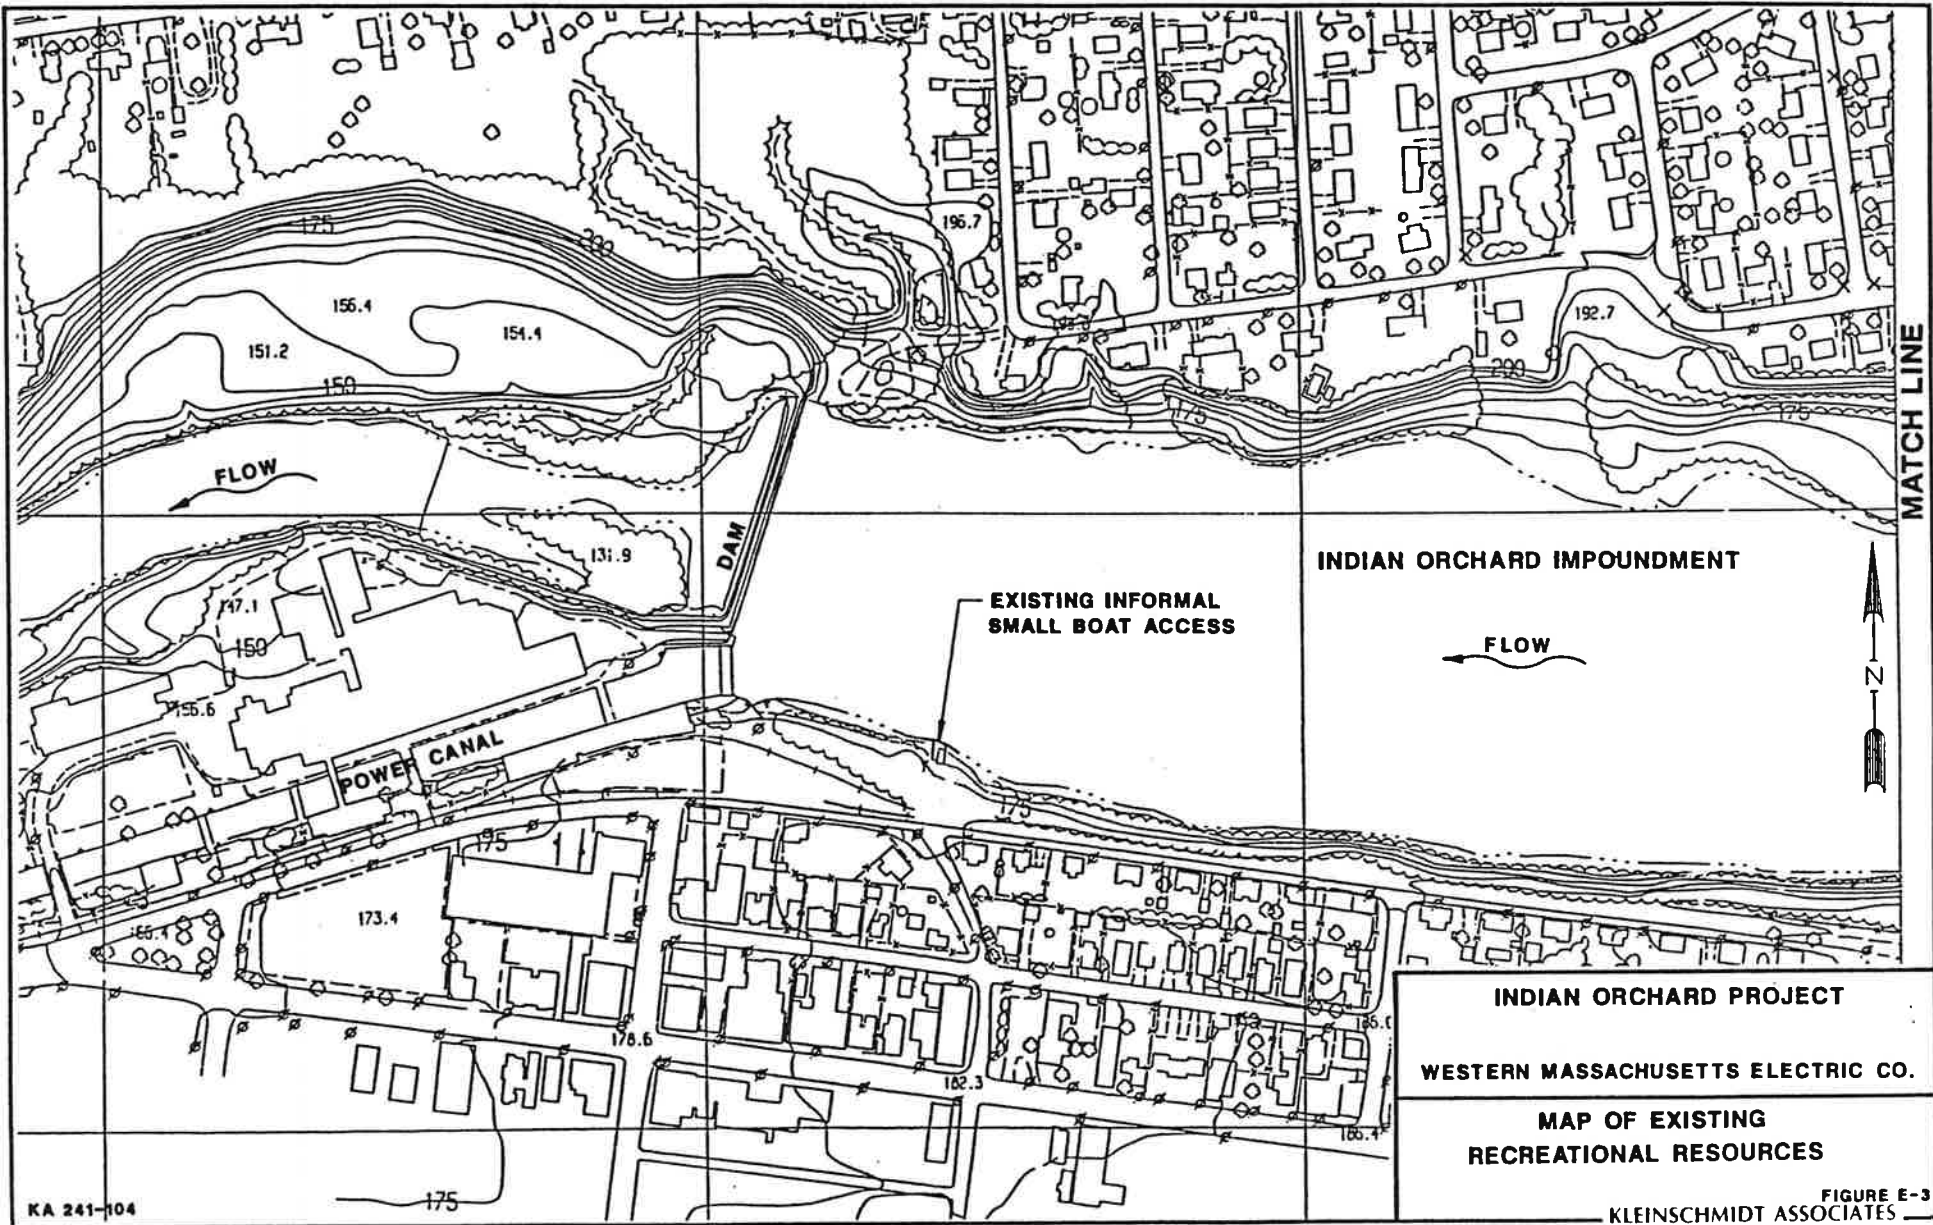 196.7
175
200
156.4
154.4
151.2
192.7
150
200
175
175
MATCH LINE
FLOW
DAM
131.9
INDIAN ORCHARD IMPOUNDMENT
EXISTING INFORMAL
SMALL BOAT ACCESS
FLOW
N
147.1
150
156.6
POWER CANAL
175
175
173.4
178.6
182.3
186.4
175
INDIAN ORCHARD PROJECT
WESTERN MASSACHUSETTS ELECTRIC CO.
MAP OF EXISTING
RECREATIONAL RESOURCES
FIGURE E-3
KLEINSCHMIDT ASSOCIATES
KA 241-104